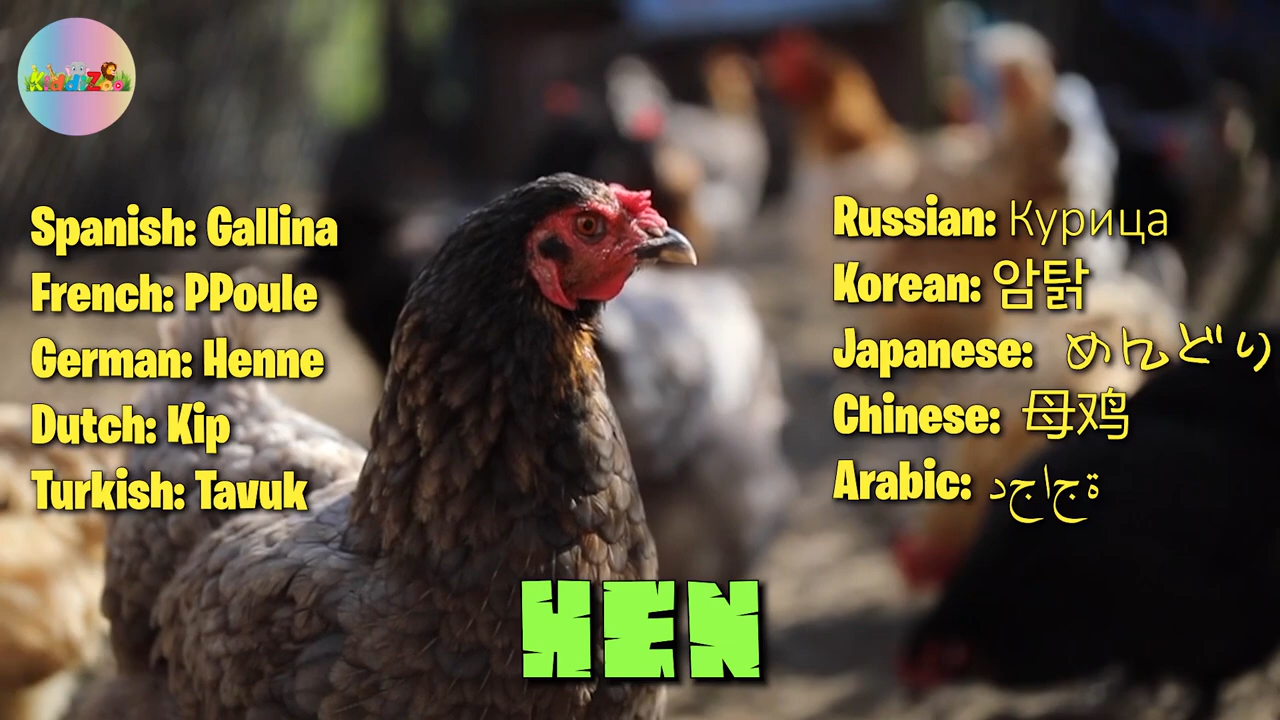 KiddiZoo
Spanish: Gallina
French: PPoule
German: Henne
Dutch: Kip
Turkish: Tavuk
Russian: Курица
Korean: 암탉
Japanese: めんどり
Chinese: 母鸡
Arabic: دجاجة
HEN